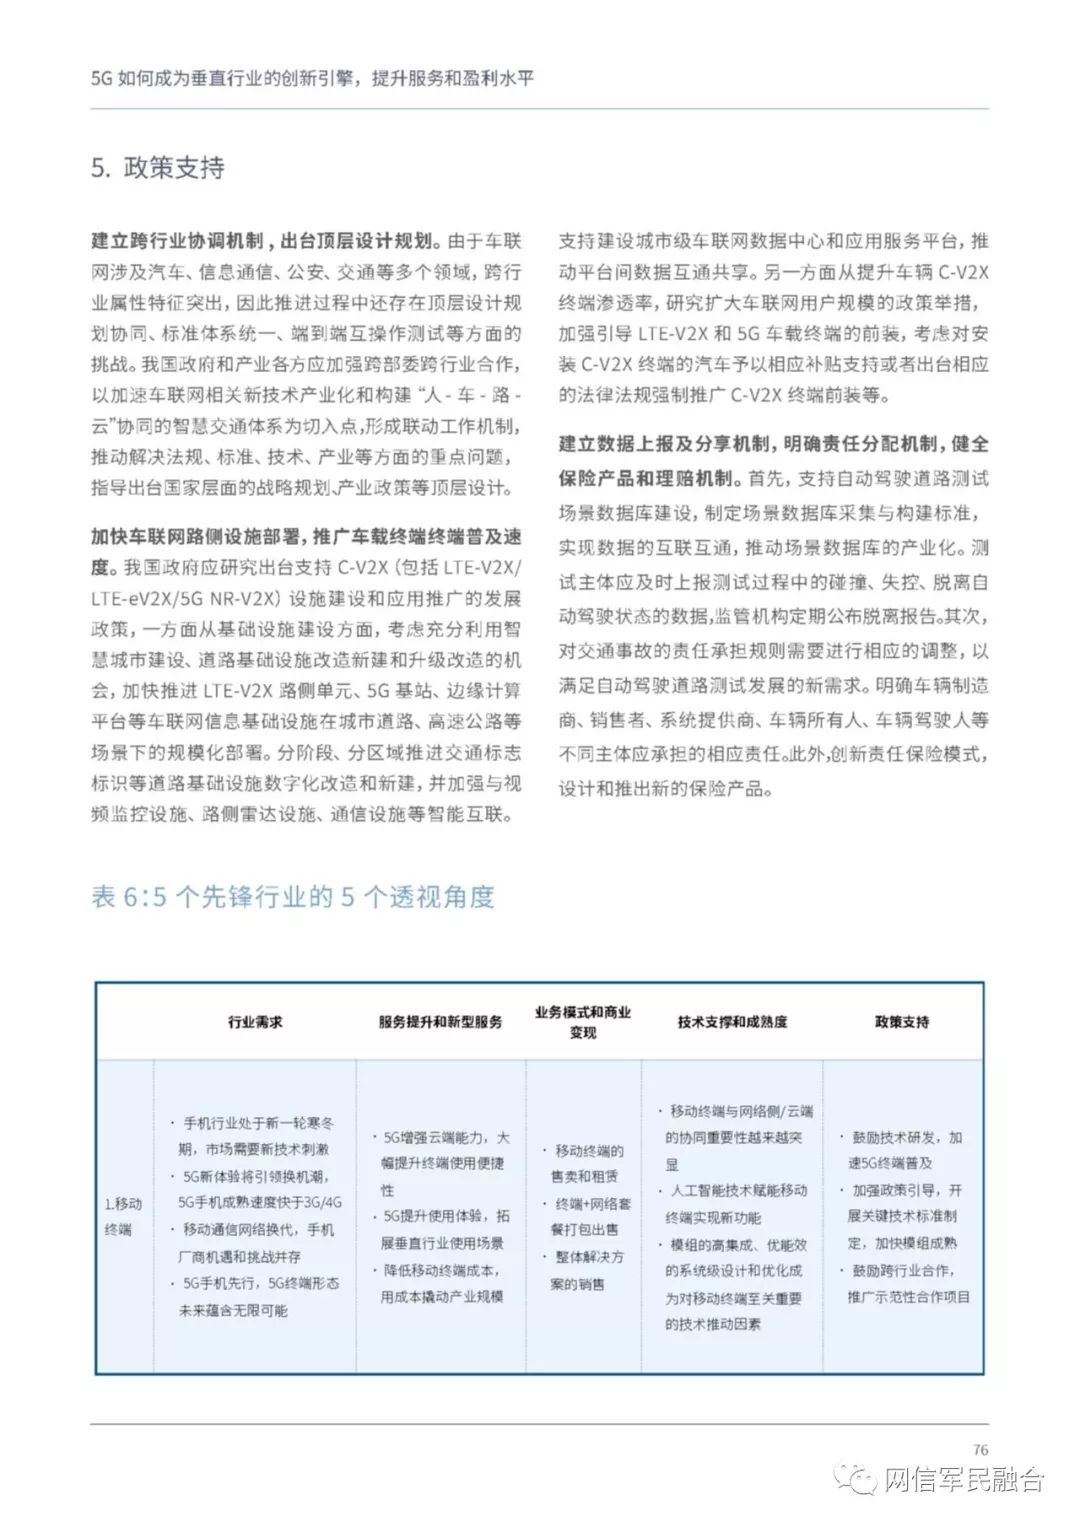 5G 如何成为垂直行业的创新引擎，提升服务和盈利水平
5. 政策支持
建立跨行业协调机制，出台顶层设计规划。由于车联
网涉及汽车、信息通信、公安、交通等多个领域，跨行
业属性特征突出，因此推进过程中还存在顶层设计规
划协同、标准体系统一、端到端互操作测试等方面的
挑战。我国政府和产业各方应加强跨部委跨行业合作，
以加速车联网相关新技术产业化和构建“人-车-路-
云”协同的智慧交通体系为切入点，形成联动工作机制，
推动解决法规、标准、技术、产业等方面的重点问题，
指导出台国家层面的战略规划、产业政策等顶层设计。
加快车联网路侧设施部署，推广车载终端终端普及速
度。我国政府应研究出台支持 C-V2X（包括 LTE-V2X/
LTE-eV2X/5G NR-V2X）设施建设和应用推广的发展
政策，一方面从基础设施建设方面，考虑充分利用智
慧城市建设、道路基础设施改造新建和升级改造的机
会，加快推进 LTE-V2X 路侧单元、5G 基站、边缘计算
平台等车联网信息基础设施在城市道路、高速公路等
场景下的规模化部署。分阶段、分区域推进交通标志
标识等道路基础设施数字化改造和新建，并加强与视
频监控设施、路侧雷达设施、通信设施等智能互联。
支持建设城市级车联网数据中心和应用服务平台，推
动平台间数据互通共享。另一方面从提升车辆 C-V2X
终端渗透率，研究扩大车联网用户规模的政策举措，
加强引导 LTE-V2X 和 5G 车载终端的前装，考虑对安
装 C-V2X 终端的汽车予以相应补贴支持或者出台相应
的法律法规强制推广 C-V2X 终端前装等。
建立数据上报及分享机制，明确责任分配机制，健全
保险产品和理赔机制。首先，支持自动驾驶道路测试
场景数据库建设，制定场景数据库采集与构建标准，
实现数据的互联互通，推动场景数据库的产业化。测
试主体应及时上报测试过程中的碰撞、失控、脱离自
动驾驶状态的数据，监管机构定期公布脱离报告。其次，
对交通事故的责任承担规则需要进行相应的调整，以
满足自动驾驶道路测试发展的新需求。明确车辆制造
商、销售者、系统提供商、车辆所有人、车辆驾驶人等
不同主体应承担的相应责任。此外，创新责任保险模式，
设计和推出新的保险产品。
表 6：5 个先锋行业的 5 个透视角度
行业需求
服务提升和新型服务
业务模式和商业
变现
技术支撑和成熟度
政策支持
1.移动
终端
· 手机行业处于新一轮寒冬
期，市场需要新技术刺激
· 5G新体验将引领换机潮，
5G手机成熟速度快于3G/4G
· 移动通信网络换代，手机
厂商机遇和挑战并存
· 5G手机先行，5G终端形态
未来蕴含无限可能
· 5G增强云端能力，大
幅提升终端使用便捷
性
· 5G提升使用体验，拓
展垂直行业使用场景
· 降低移动终端成本，
用成本撬动产业规模
· 移动终端的
售卖和租赁
· 终端+网络套
餐打包出售
· 整体解决方
案的销售
· 移动终端与网络侧/云端
的协同重要性越来越突
显
· 人工智能技术赋能移动
终端实现新功能
· 模组的高集成、优能效
的系统级设计和优化成
为对移动终端至关重要
的技术推动因素
· 鼓励技术研发，加
速5G终端普及
· 加强政策引导，开
展关键技术标准制
定，加快模组成熟
· 鼓励跨行业合作，
推广示范性合作项目
76
网信军民融合